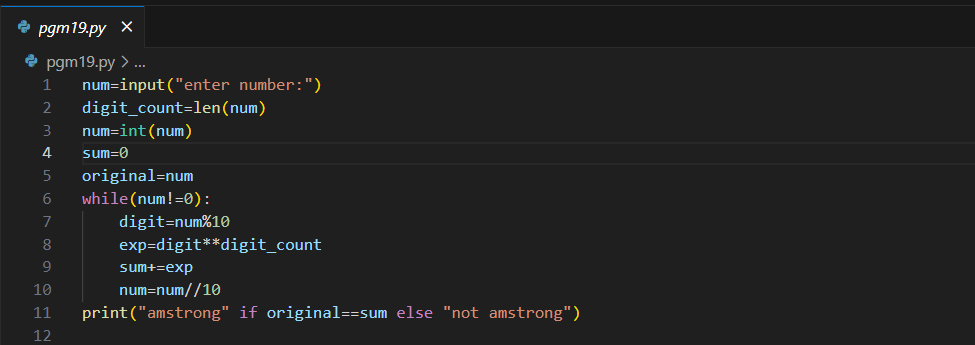 pgm19.py ×
pgm19.py > ...
1 num=input("enter number:")
2 digit_count=len(num)
3 num=int(num)
4 sum=0
5 original=num
6 while(num!=0):
7     digit=num%10
8     exp=digit**digit_count
9     sum+=exp
10     num=num//10
11 print("amstrong" if original==sum else "not amstrong")
12